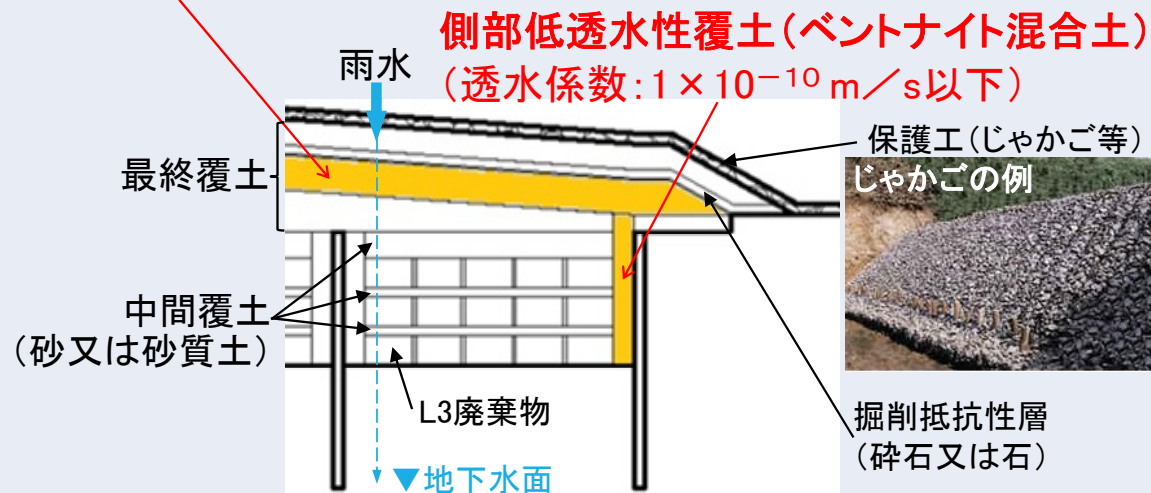 側部低透水性覆土(ベントナイト混合土)
(透水係数:1×10⁻¹⁰ m/s以下)
雨水
保護工(じゃかご等)
じゃかごの例
最終覆土
中間覆土
(砂又は砂質土)
L3廃棄物
掘削抵抗性層
(砕石又は石)
▼地下水面